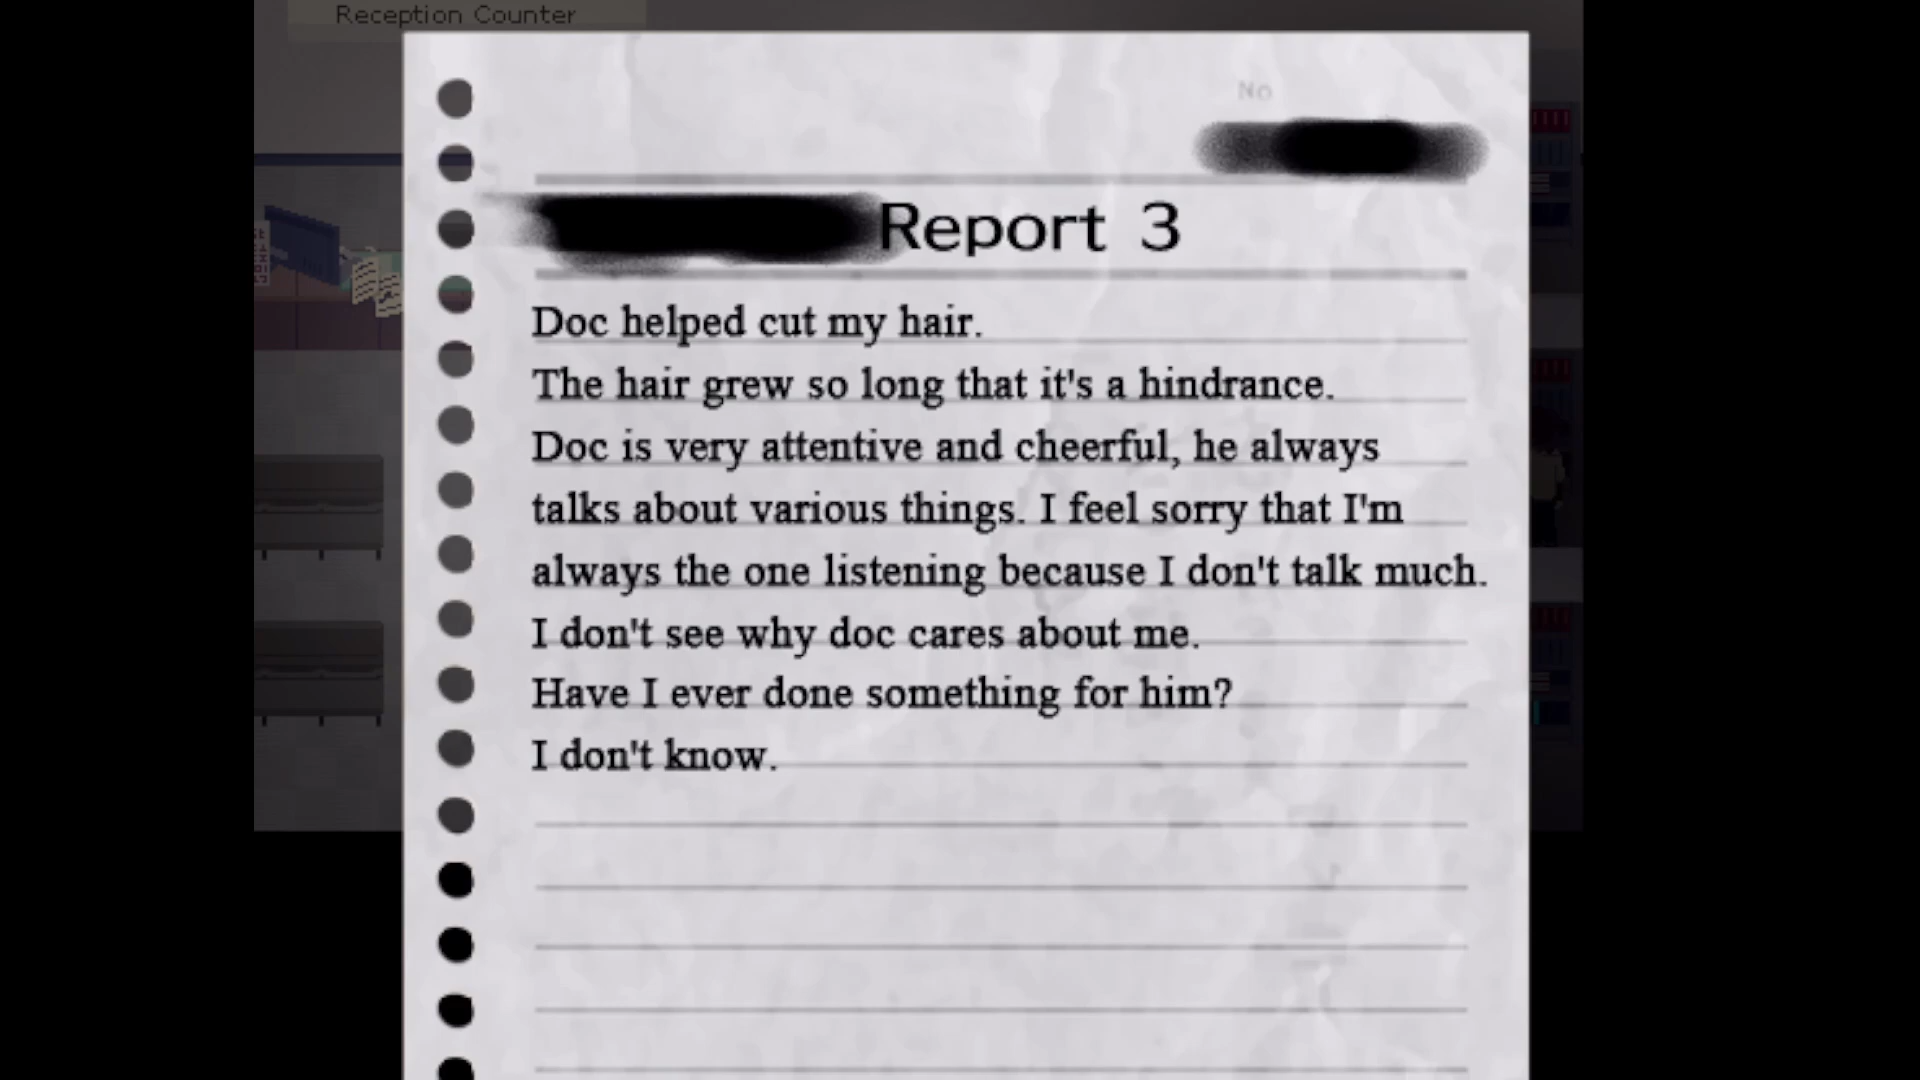 Reception Counter
No
Report 3
Doc helped cut my hair.
The hair grew so long that it's a hindrance.
Doc is very attentive and cheerful, he always
talks about various things. I feel sorry that I'm
always the one listening because I don't talk much.
I don't see why doc cares about me.
Have I ever done something for him?
I don't know.